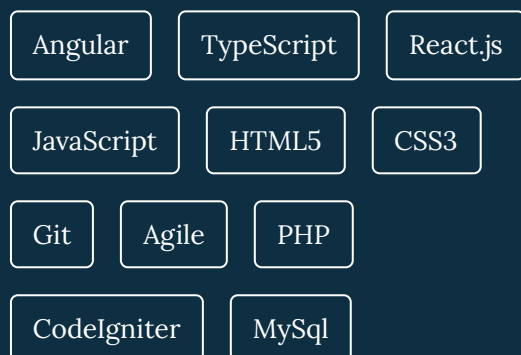 Angular TypeScript React.js
JavaScript HTML5 CSS3
Git Agile PHP
CodeIgniter MySql